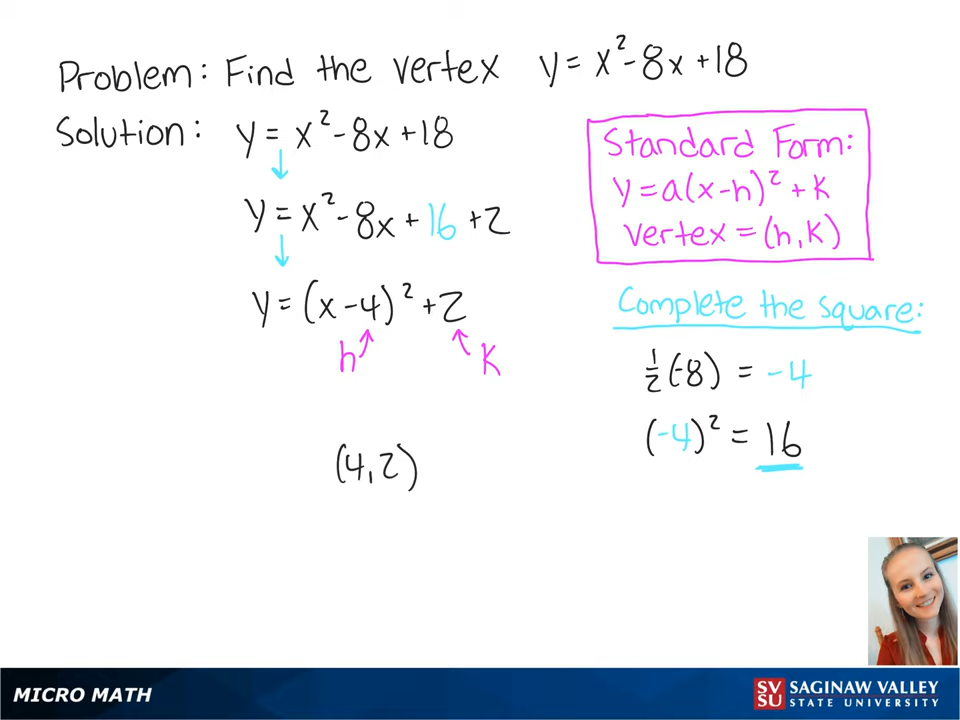 Problem: Find the vertex y = x² - 8x + 18
Solution: y = x² - 8x + 18
↓
y = x² - 8x + 16 + 2
↓
y = (x - 4)² + 2
h k
(4, 2)
Standard Form:
y = a(x - h)² + k
vertex = (h, k)
Complete the square:
½(-8) = -4
(-4)² = 16
MICRO MATH
SV
SU
SAGINAW VALLEY
STATE UNIVERSITY